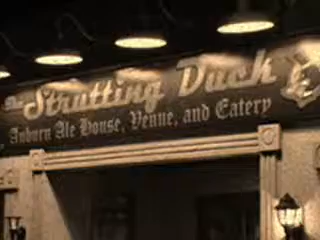 The Strutting Duck
Auburn Ale House, Venue, and Eatery